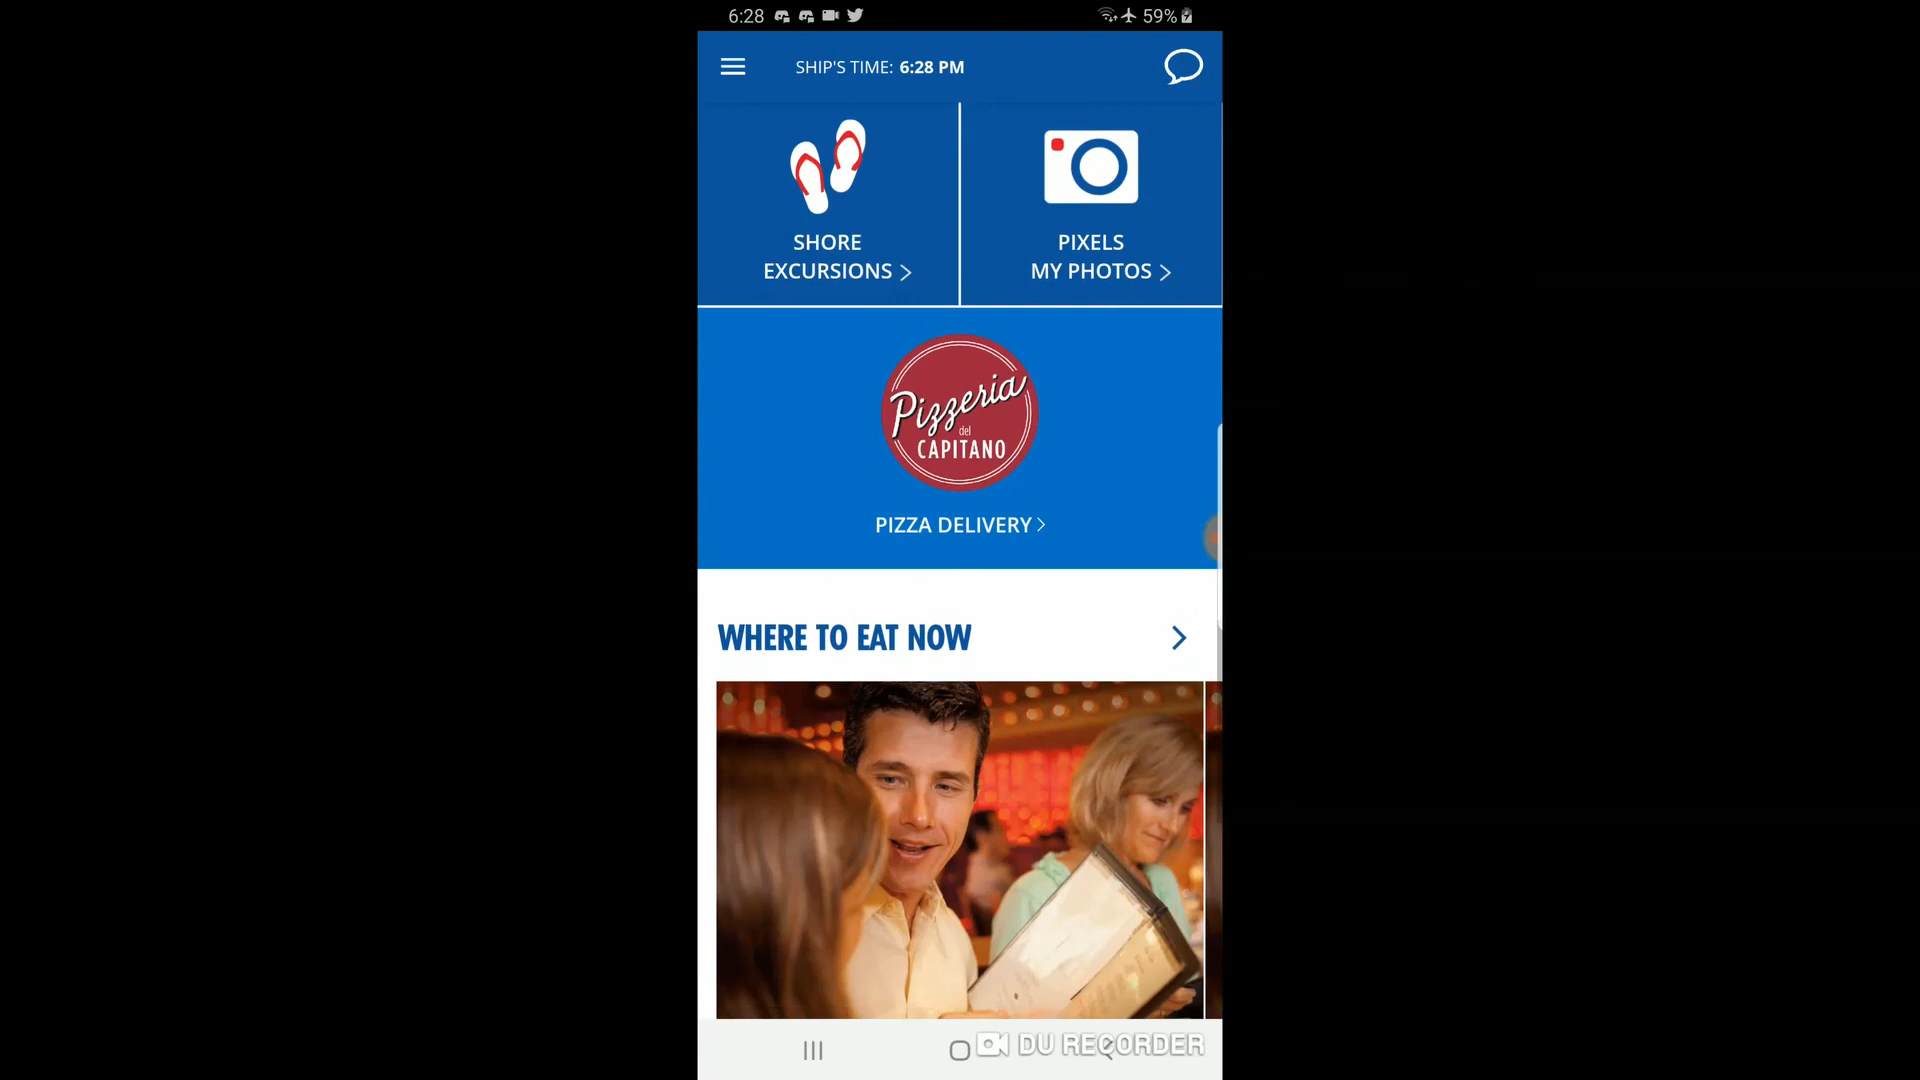 6:28
59%
SHIP'S TIME: 6:28 PM
SHORE
EXCURSIONS
PIXELS
MY PHOTOS
Pizzeria
del
CAPITANO
PIZZA DELIVERY
WHERE TO EAT NOW
DU RECORDER